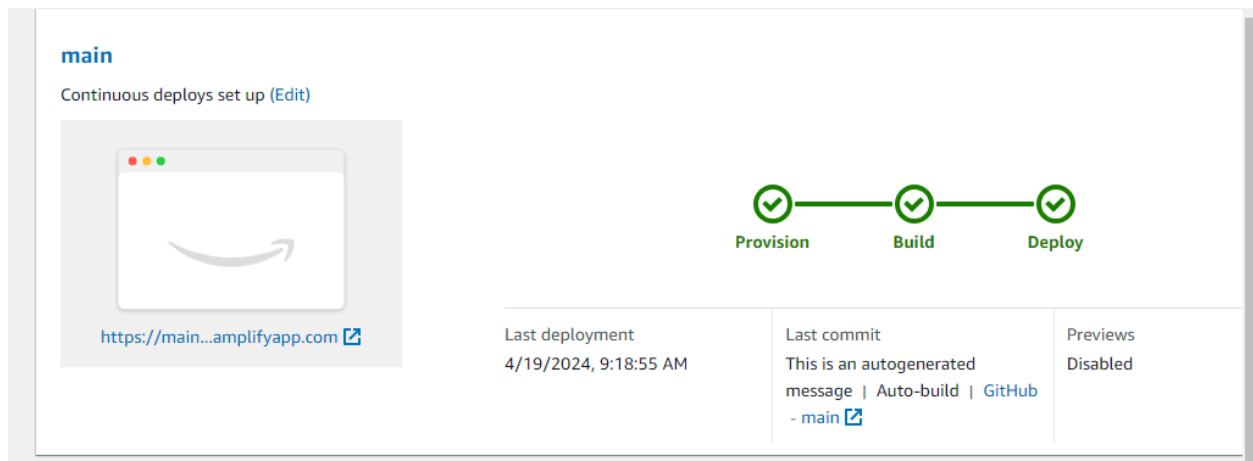 main
Continuous deploys set up (Edit)
Provision
Build
Deploy
https://main...amplifyapp.com
Last deployment
4/19/2024, 9:18:55 AM
Last commit
This is an autogenerated
message | Auto-build | GitHub
- main
Previews
Disabled